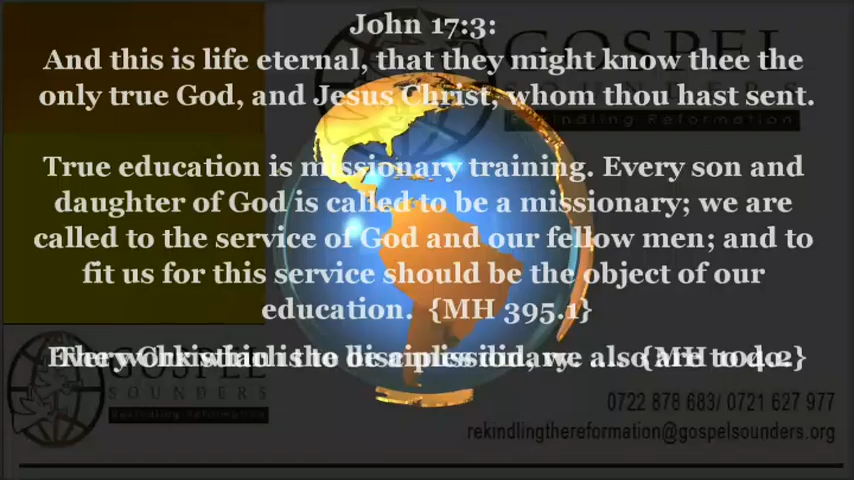 John 17:3:
And this is life eternal, that they might know thee the
only true God, and Jesus Christ, whom thou hast sent.
True education is missionary training. Every son and
daughter of God is called to be a missionary; we are
called to the service of God and our fellow men; and to
fit us for this service should be the object of our
education. {MH 395.1}
GOSPEL
SOUNDERS
Rekindling Reformation
GOSPEL
SOUNDERS
Rekindling Reformation
0722 878 683/ 0721 627 977
rekindlingthereformation@gospelsounders.org